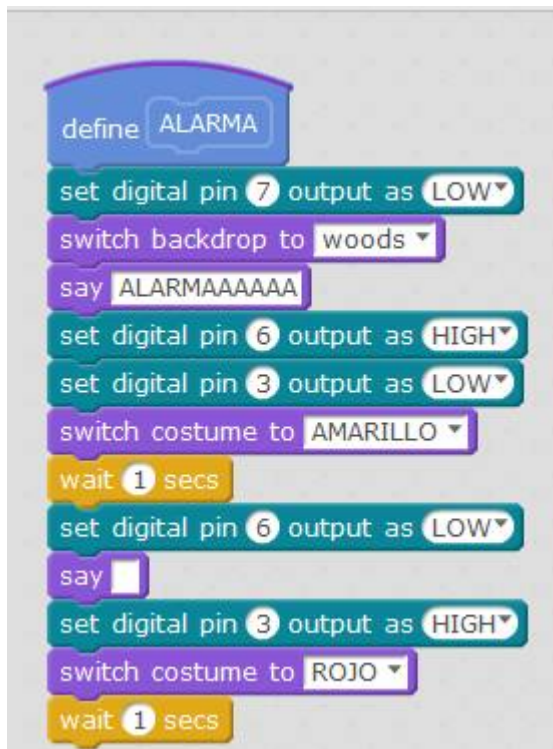 define ALARMA
set digital pin 7 output as LOW
switch backdrop to woods
say ALARMAAAAAA
set digital pin 6 output as HIGH
set digital pin 3 output as LOW
switch costume to AMARILLO
wait 1 secs
set digital pin 6 output as LOW
say
set digital pin 3 output as HIGH
switch costume to ROJO
wait 1 secs